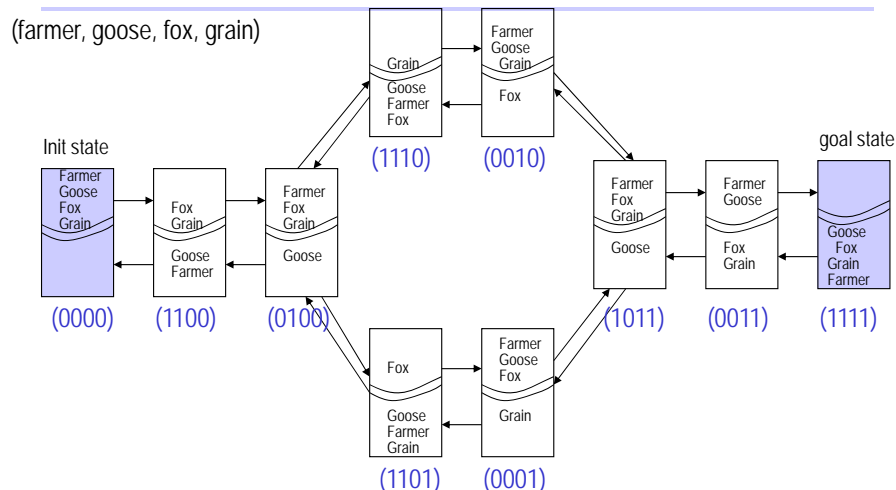 (farmer, goose, fox, grain)
Grain
Goose
Farmer
Fox
(1110)
Farmer
Goose
Grain
Fox
(0010)
Init state
Farmer
Goose
Fox
Grain
(0000)
Fox
Grain
Goose
Farmer
(1100)
Farmer
Fox
Grain
Goose
(0100)
Farmer
Fox
Grain
Goose
(1011)
Farmer
Goose
Fox
Grain
(0011)
goal state
Goose
Fox
Grain
Farmer
(1111)
Fox
Goose
Farmer
Grain
(1101)
Farmer
Goose
Fox
Grain
(0001)